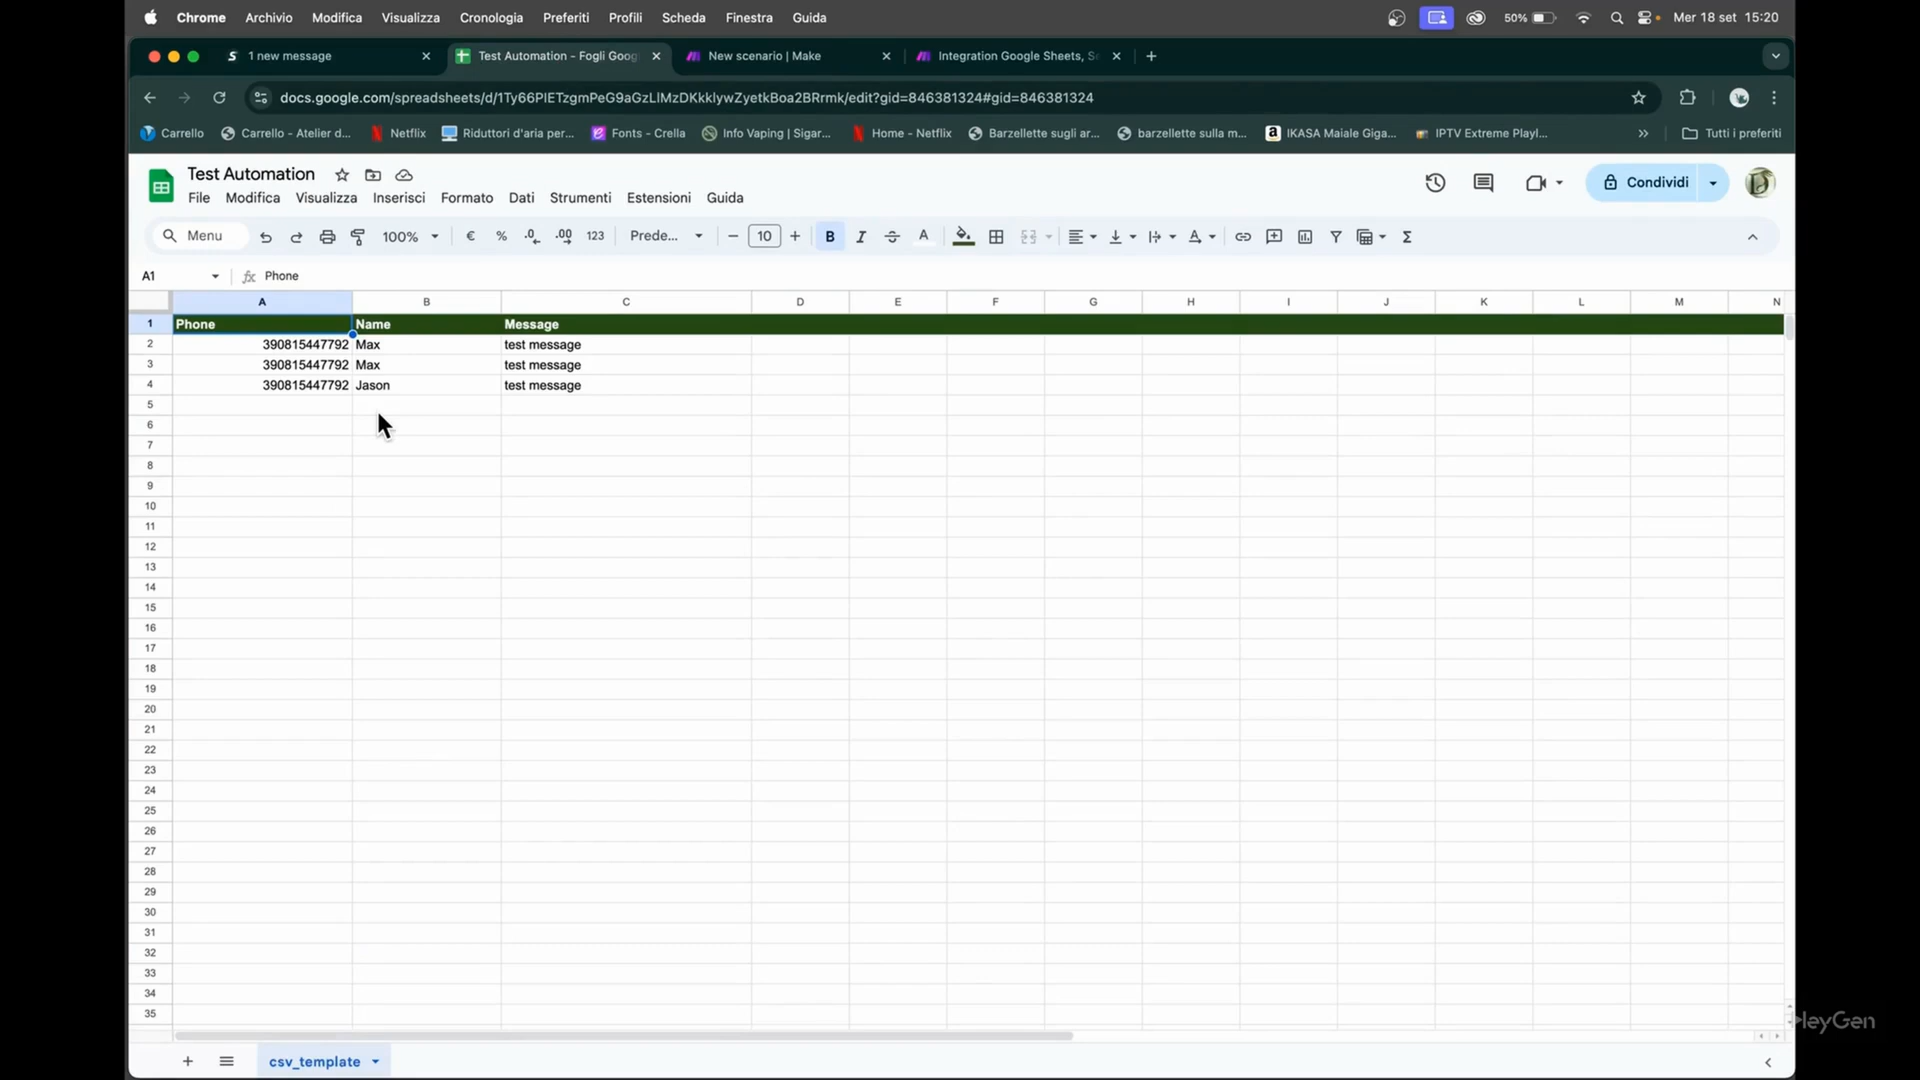 Chrome Archivio Modifica Visualizza Cronologia Preferiti Profili Scheda Finestra Guida 50% Mer 18 set 15:20
1 new message Test Automation - Fogli Goog New scenario | Make Integration Google Sheets, S
docs.google.com/spreadsheets/d/1Ty66PlETzgmPeG9aGzLlMzDKkklywZyetkBoa2BRrmk/edit?gid=846381324#gid=846381324
Carrello Carrello - Atelier d... Netflix Riduttori d'aria per... Fonts - Crella Info Vaping | Sigar... Home - Netflix Barzellette sugli ar... barzellette sulla m... IKASA Maiale Giga... IPTV Extreme Playl... Tutti i preferiti
Test Automation
Condividi
File Modifica Visualizza Inserisci Formato Dati Strumenti Estensioni Guida
Menu 100% € % .0 .00 123 Prede... 10 B I A
A1 fx Phone
A B C D E F G H I J K L M N
1 Phone Name Message
2 390815447792 Max test message
3 390815447792 Max test message
4 390815447792 Jason test message
5
6
7
8
9
10
11
12
13
14
15
16
17
18
19
20
21
22
23
24
25
26
27
28
29
30
31
32
33
34
35
HeyGen
csv_template